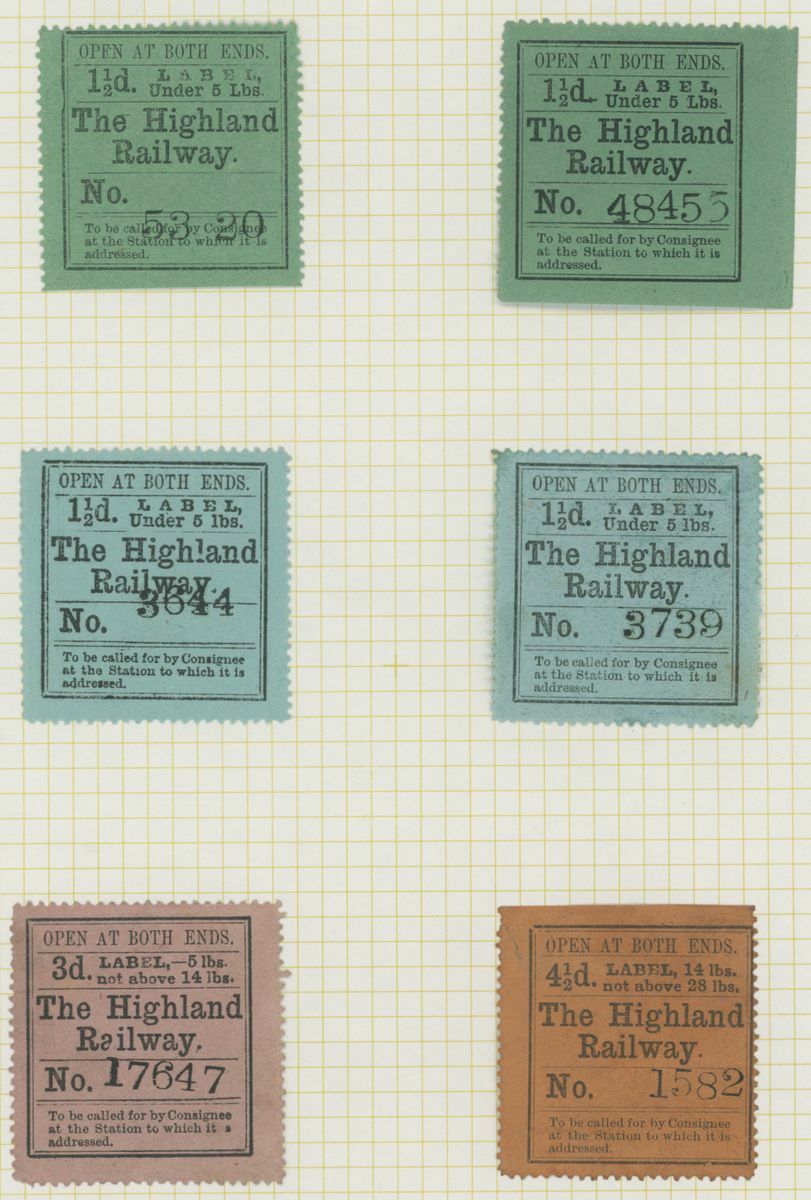 OPEN AT BOTH ENDS.
1½d. LABEL,
Under 5 Lbs.
The Highland
Railway.
No.
53 20
To be called for by Consignee
at the Station to which it is
addressed.
OPEN AT BOTH ENDS.
1½d. LABEL,
Under 5 Lbs.
The Highland
Railway.
No. 48455
To be called for by Consignee
at the Station to which it is
addressed.
OPEN AT BOTH ENDS.
1½d. LABEL,
Under 5 lbs.
The Highland
Railway.
No. 3644
To be called for by Consignee
at the Station to which it is
addressed.
OPEN AT BOTH ENDS.
1½d. LABEL,
Under 5 lbs.
The Highland
Railway.
No. 3739
To be called for by Consignee
at the Station to which it is
addressed.
OPEN AT BOTH ENDS.
3d. LABEL,—5 lbs.
not above 14 lbs.
The Highland
Railway.
No. 17647
To be called for by Consignee
at the Station to which it s
addressed.
OPEN AT BOTH ENDS.
4½d. LABEL, 14 lbs.
not above 28 lbs.
The Highland
Railway.
No. 1582
To be called for by Consignee
at the Station to which it is
addressed.